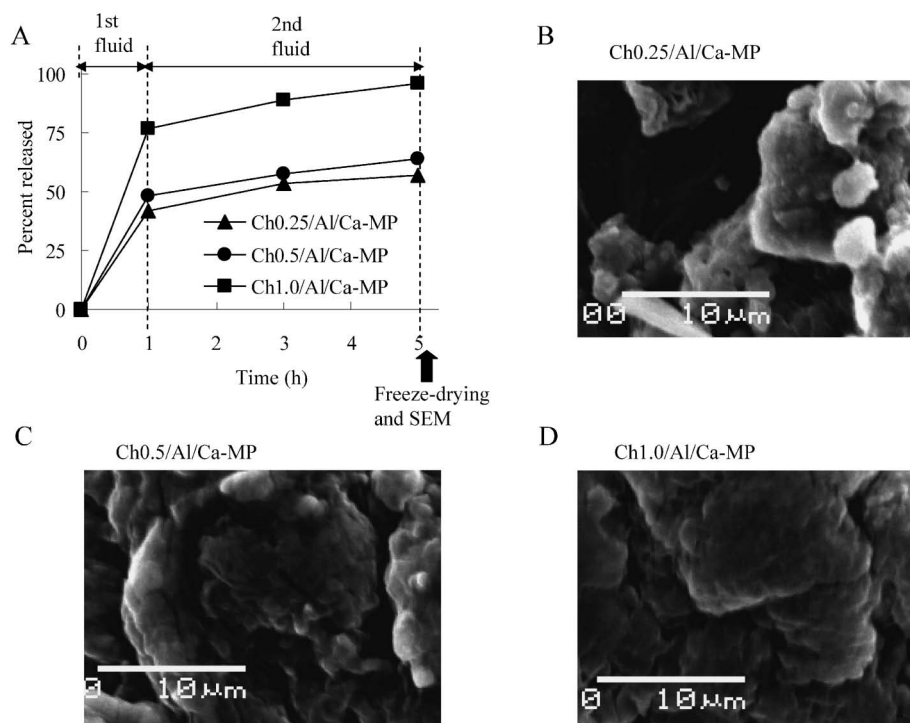 A
1st
fluid
2nd
fluid
100
75
50
25
0
Percent released
Ch0.25/Al/Ca-MP
Ch0.5/Al/Ca-MP
Ch1.0/Al/Ca-MP
0 1 2 3 4 5
Time (h)
Freeze-drying
and SEM
B
Ch0.25/Al/Ca-MP
00 10μm
C
Ch0.5/Al/Ca-MP
0 10μm
D
Ch1.0/Al/Ca-MP
0 10μm